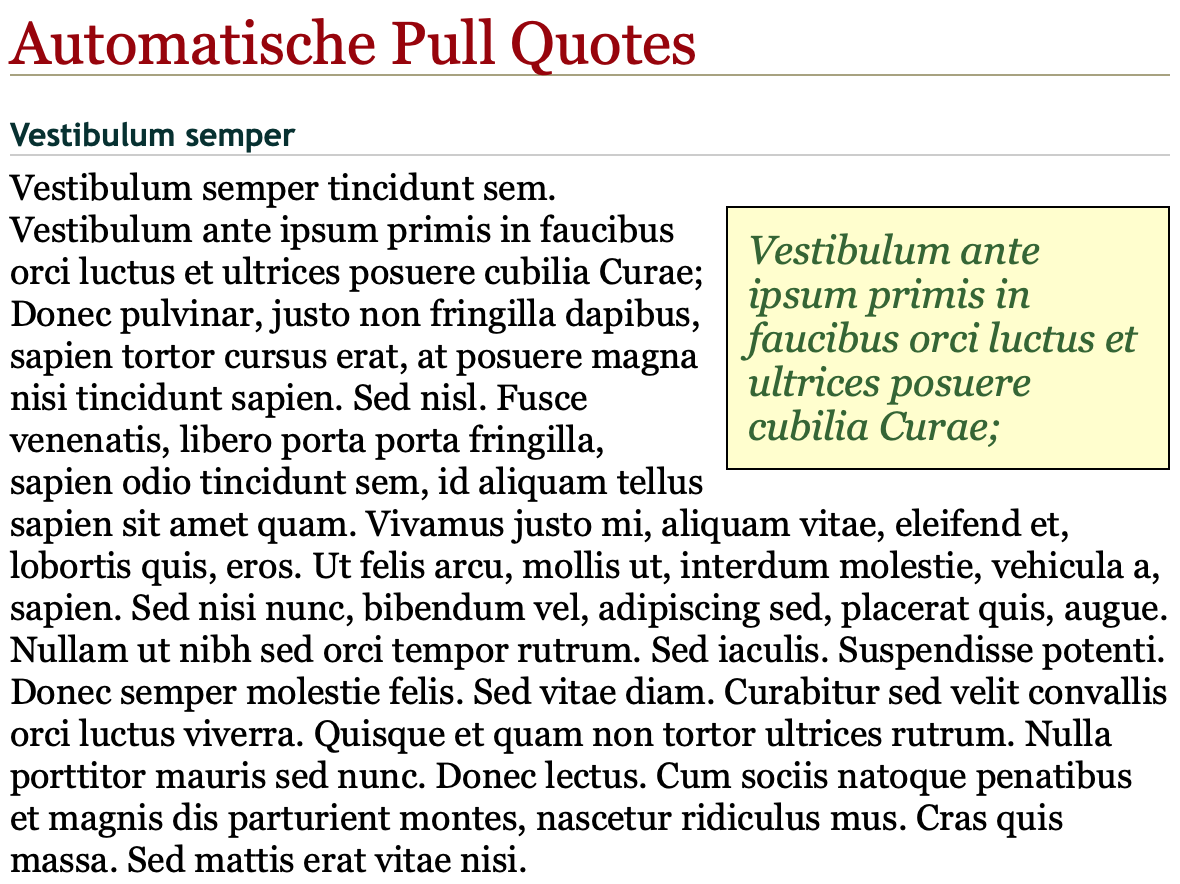 Automatische Pull Quotes
Vestibulum semper
Vestibulum semper tincidunt sem.
Vestibulum ante ipsum primis in faucibus
orci luctus et ultrices posuere cubilia Curae;
Donec pulvinar, justo non fringilla dapibus,
sapien tortor cursus erat, at posuere magna
nisi tincidunt sapien. Sed nisl. Fusce
venenatis, libero porta porta fringilla,
sapien odio tincidunt sem, id aliquam tellus
sapien sit amet quam. Vivamus justo mi, aliquam vitae, eleifend et,
lobortis quis, eros. Ut felis arcu, mollis ut, interdum molestie, vehicula a,
sapien. Sed nisi nunc, bibendum vel, adipiscing sed, placerat quis, augue.
Nullam ut nibh sed orci tempor rutrum. Sed iaculis. Suspendisse potenti.
Donec semper molestie felis. Sed vitae diam. Curabitur sed velit convallis
orci luctus viverra. Quisque et quam non tortor ultrices rutrum. Nulla
porttitor mauris sed nunc. Donec lectus. Cum sociis natoque penatibus
et magnis dis parturient montes, nascetur ridiculus mus. Cras quis
massa. Sed mattis erat vitae nisi.
Vestibulum ante
ipsum primis in
faucibus orci luctus et
ultrices posuere
cubilia Curae;